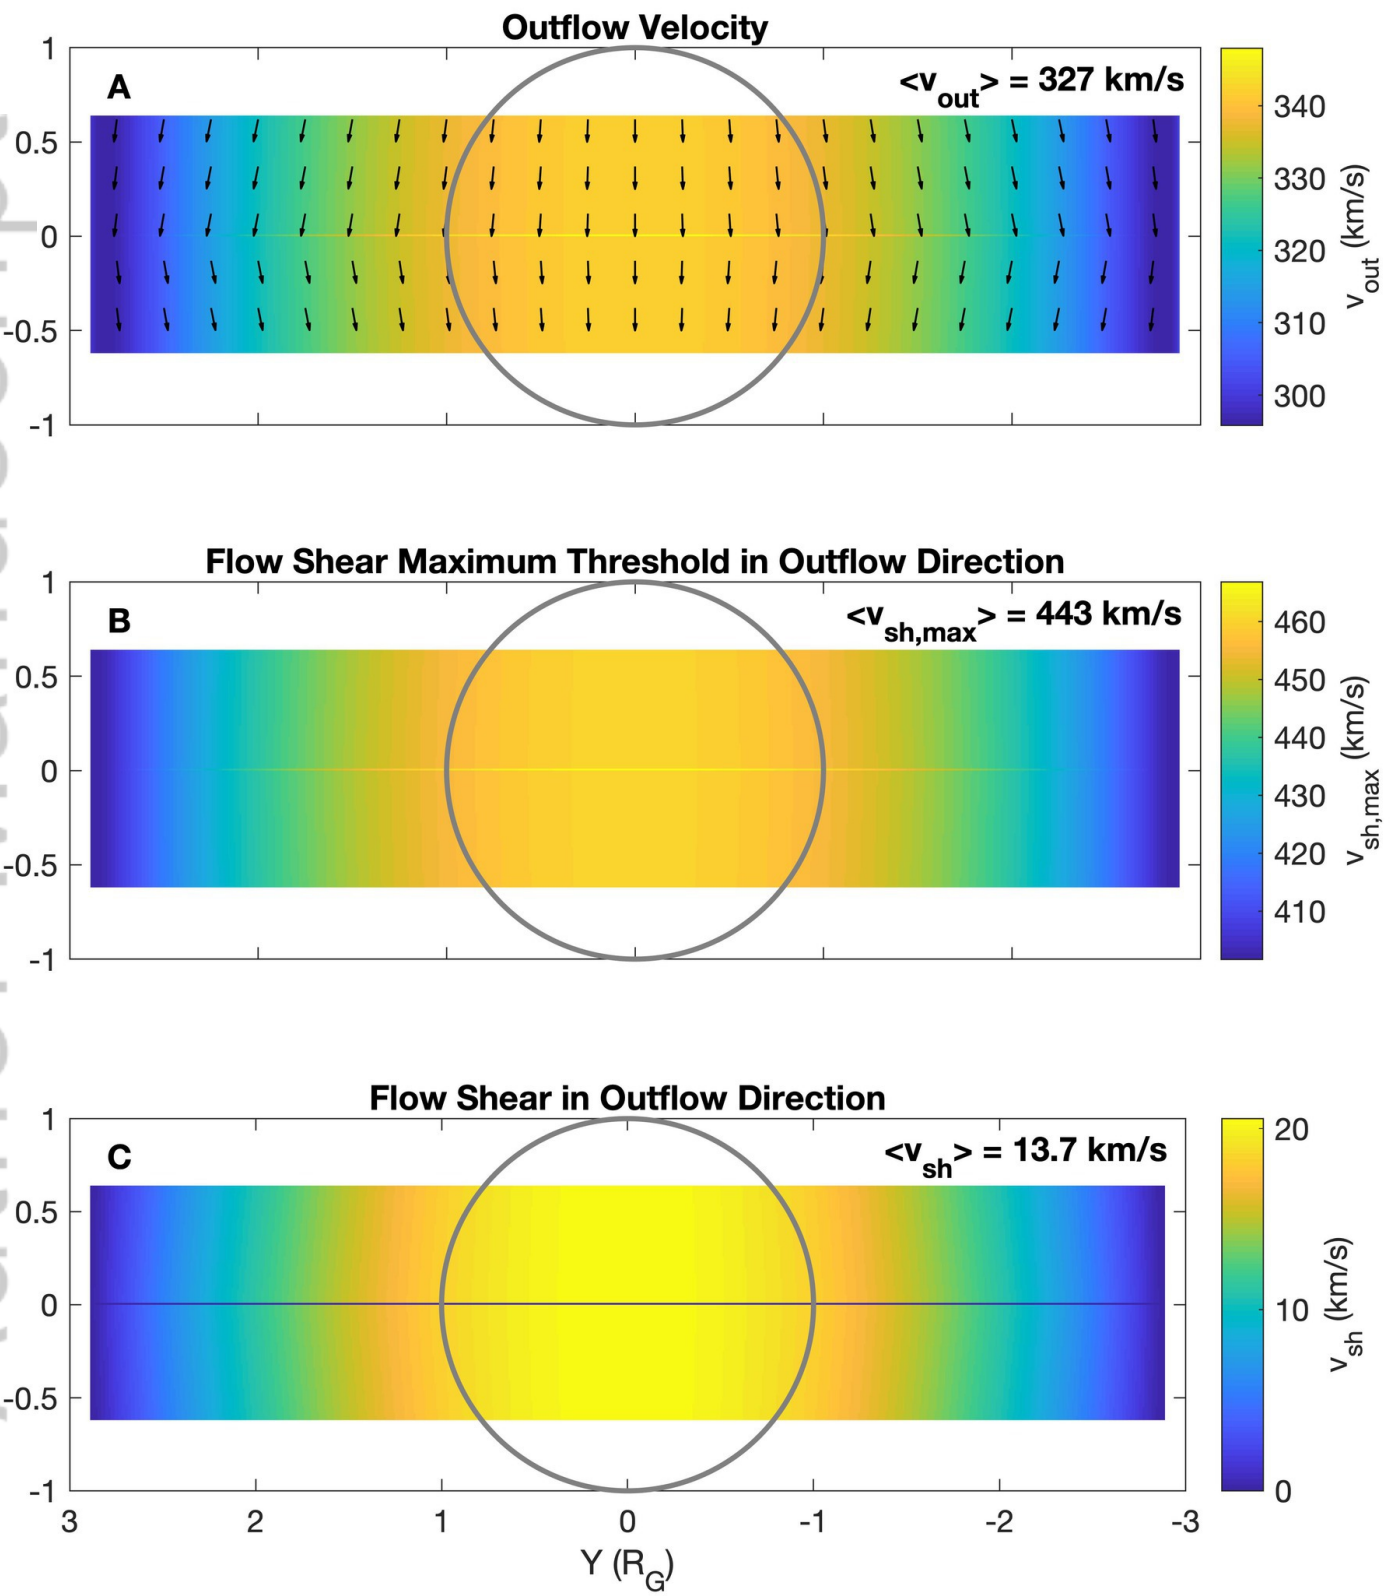 Outflow Velocity
A
<v_out> = 327 km/s
1
0.5
0
-0.5
-1
340
330
320
310
300
v_out (km/s)
Flow Shear Maximum Threshold in Outflow Direction
B
<v_sh,max> = 443 km/s
1
0.5
0
-0.5
-1
460
450
440
430
420
410
v_sh,max (km/s)
Flow Shear in Outflow Direction
C
<v_sh> = 13.7 km/s
1
0.5
0
-0.5
-1
20
10
0
v_sh (km/s)
3 2 1 0 -1 -2 -3
Y (R_G)